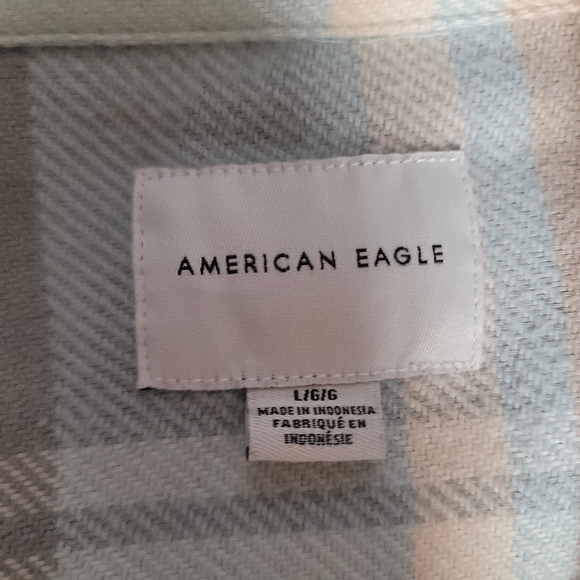 AMERICAN EAGLE
L/G/G
MADE IN INDONESIA
FABRIQUÉ EN
INDONÉSIE